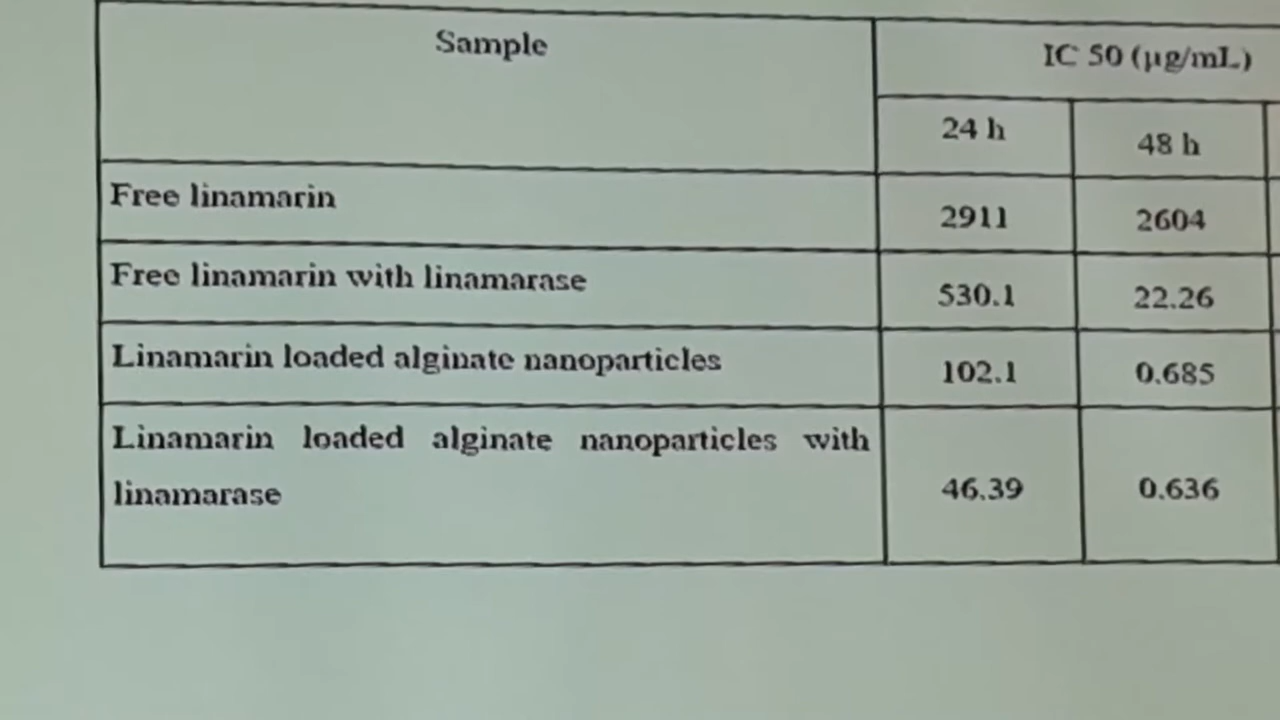 Sample
IC 50 (µg/mL)
24 h
48 h
Free linamarin
2911
2604
Free linamarin with linamarase
530.1
22.26
Linamarin loaded alginate nanoparticles
102.1
0.685
Linamarin loaded alginate nanoparticles with
linamarase
46.39
0.636